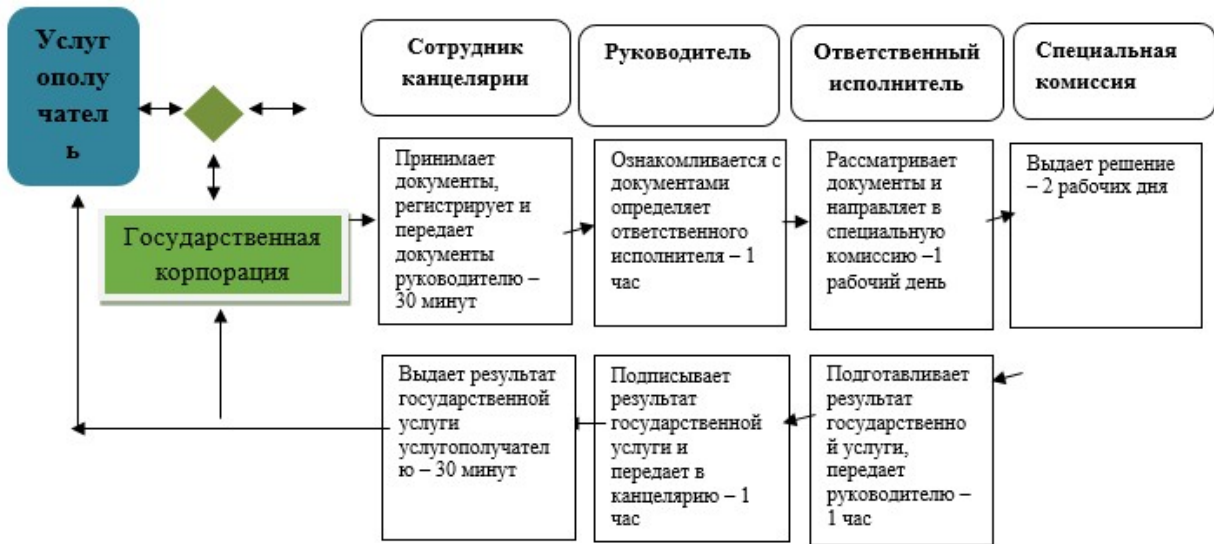 Услуг
ополу
чател
ь
Государственная
корпорация
Сотрудник
канцелярии
Руководитель
Ответственный
исполнитель
Специальная
комиссия
Принимает
документы,
регистрирует и
передает
документы
руководителю –
30 минут
Ознакомливается с
документами
определяет
ответственного
исполнителя – 1
час
Рассматривает
документы и
направляет в
специальную
комиссию –1
рабочий день
Выдает решение
– 2 рабочих дня
Выдает результат
государственной
услуги
услугополучател
ю – 30 минут
Подписывает
результат
государственной
услуги и
передает в
канцелярию – 1
час
Подготавливает
результат
государственно
й услуги,
передает
руководителю –
1 час